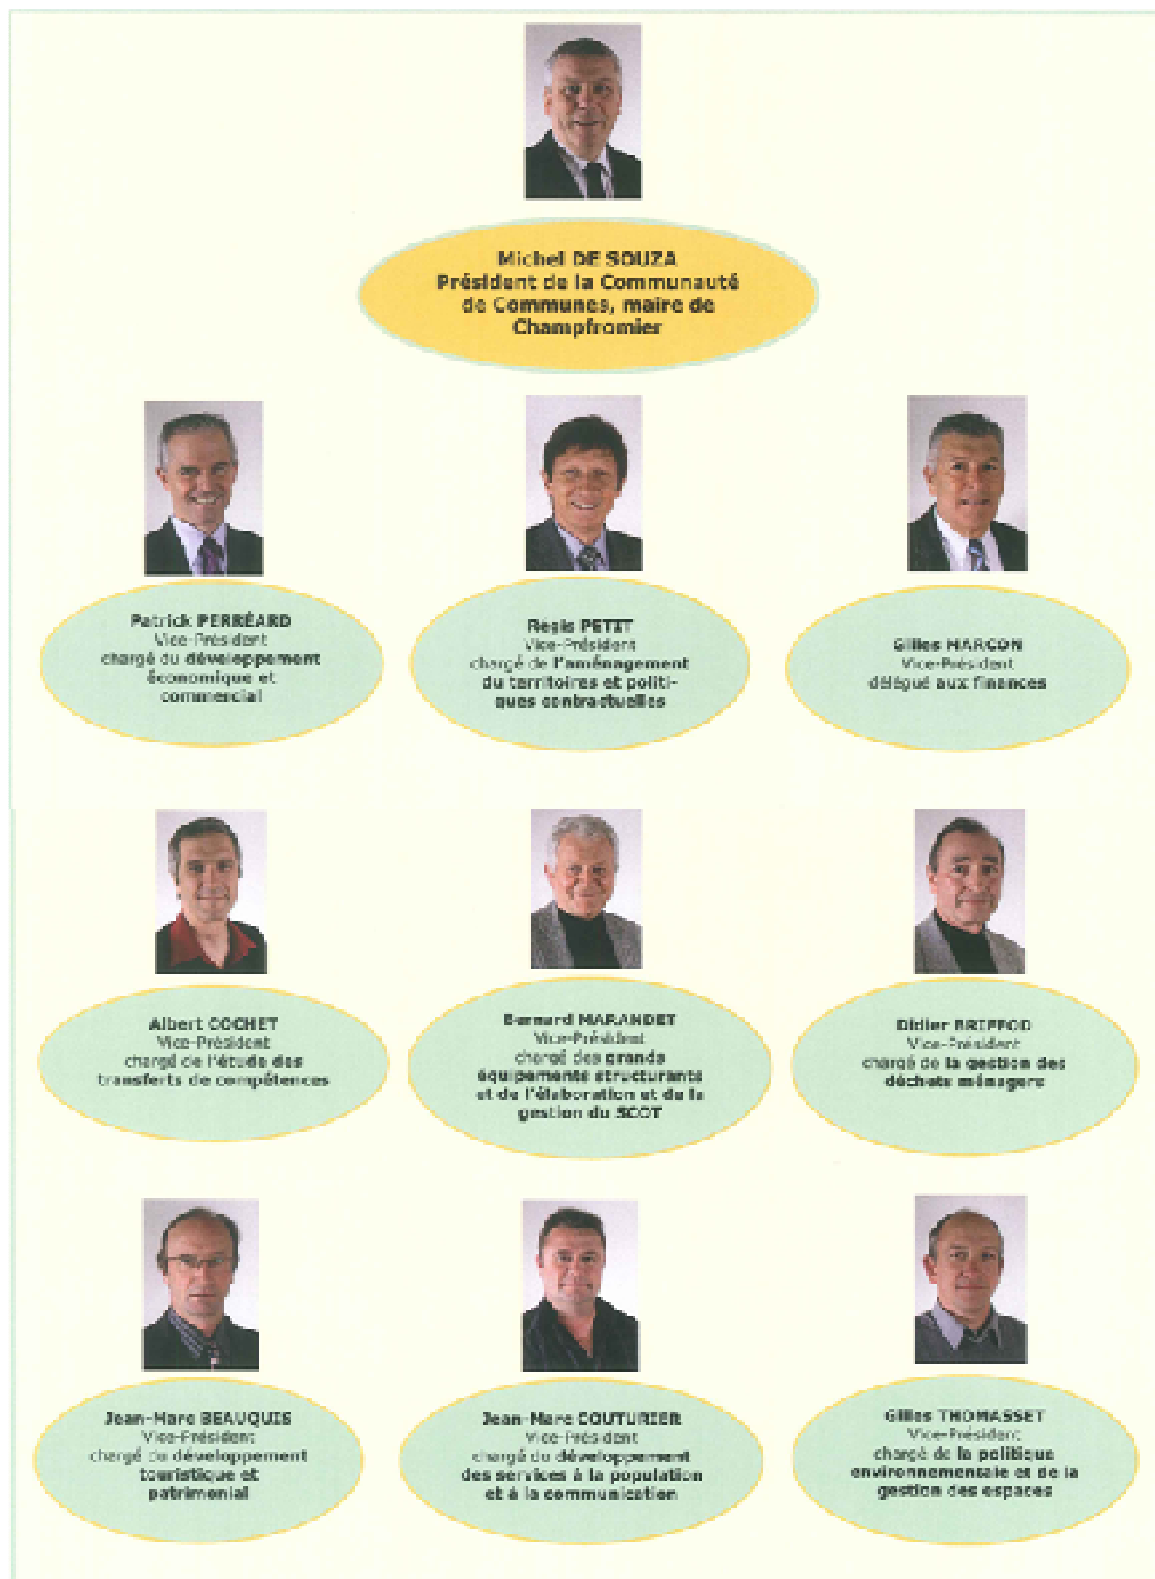 Michel DE SOUZA
Président de la Communauté
de Communes, maire de
Champfromier
Patrick PERRÉARD
Vice-Président
chargé du développement
économique et
commercial
Régis PETIT
Vice-Président
chargé de l'aménagement
du territoires et politi-
ques contractuelles
Gilles MARCON
Vice-Président
délégué aux finances
Albert COCHET
Vice-Président
chargé de l'étude des
transferts de compétences
Bernard MARANDET
Vice-Président
chargé des grands
équipements structurants
et de l'élaboration et de la
gestion du SCOT
Didier BRIFFOD
Vice-Président
chargé de la gestion des
déchets ménagers
Jean-Marc BEAUQUIS
Vice-Président
chargé du développement
touristique et
patrimonial
Jean-Marc COUTURIER
Vice-Président
chargé du développement
des services à la population
et à la communication
Gilles THOMASSET
Vice-Président
chargé de la politique
environnementale et de la
gestion des espaces